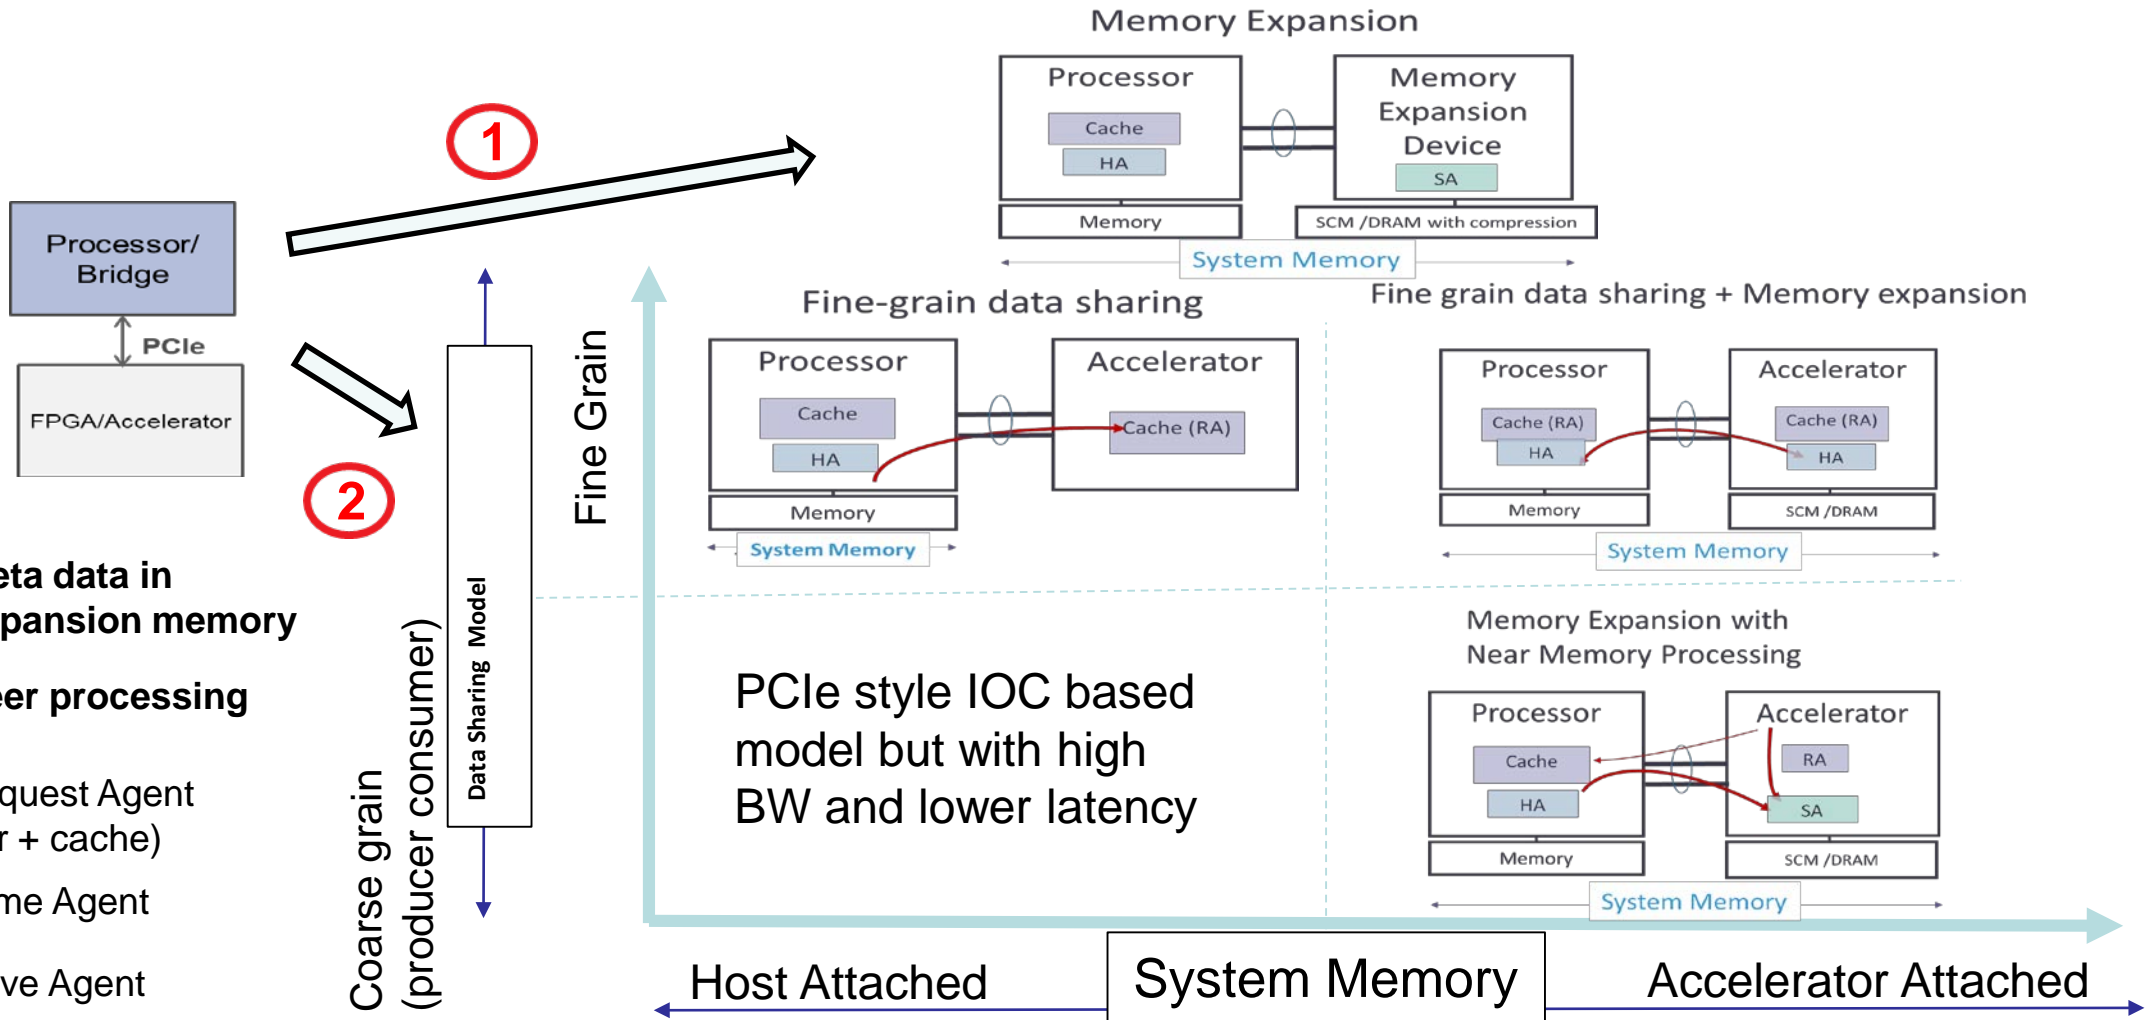 Memory Expansion
Processor
Cache
HA
Memory
Memory
Expansion
Device
SA
SCM /DRAM with compression
System Memory
1
Processor/
Bridge
PCIe
FPGA/Accelerator
2
eta data in
pansion memory
eer processing
quest Agent
r + cache)
me Agent
ve Agent
Data Sharing Model
Fine Grain
Coarse grain
(producer consumer)
Fine-grain data sharing
Processor
Cache
HA
Memory
System Memory
Accelerator
Cache (RA)
Fine grain data sharing + Memory expansion
Processor
Cache (RA)
HA
Memory
Accelerator
Cache (RA)
HA
SCM /DRAM
System Memory
PCIe style IOC based
model but with high
BW and lower latency
Memory Expansion with
Near Memory Processing
Processor
Cache
HA
Memory
Accelerator
RA
SA
SCM /DRAM
System Memory
Host Attached
System Memory
Accelerator Attached